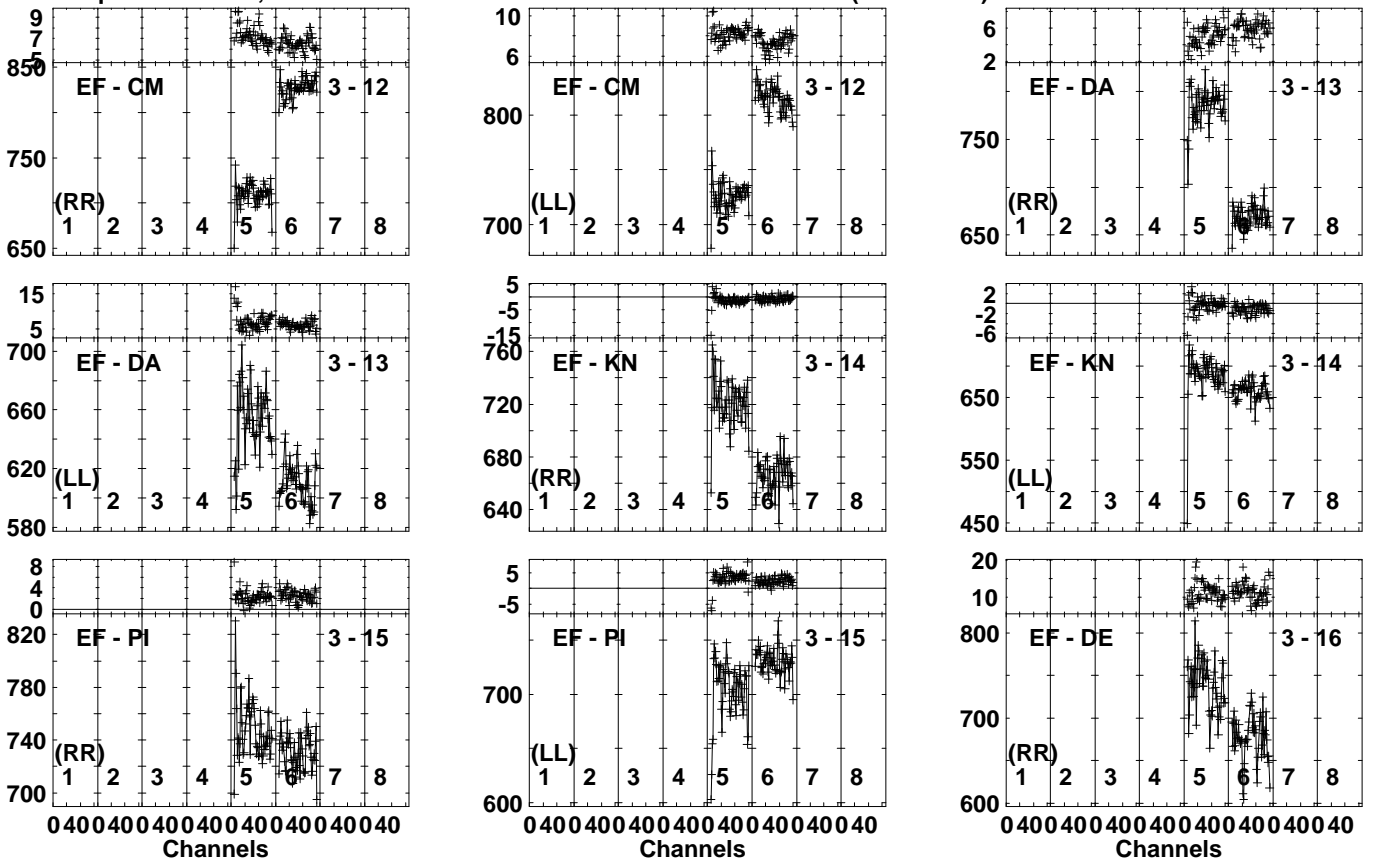 9 7 5
850 750 650
EF - CM 3 - 12
(RR)
1 2 3 4 5 6 7 8
10 6
800 700
EF - CM 3 - 12
(LL)
1 2 3 4 5 6 7 8
6 2
750 650
EF - DA 3 - 13
(RR)
1 2 3 4 5 6 7 8
15 5
700 660 620 580
EF - DA 3 - 13
(LL)
1 2 3 4 5 6 7 8
5 -5 -15
760 720 680 640
EF - KN 3 - 14
(RR)
1 2 3 4 5 6 7 8
2 -2 -6
650 550 450
EF - KN 3 - 14
(LL)
1 2 3 4 5 6 7 8
8 4 0
820 780 740 700
EF - PI 3 - 15
(RR)
1 2 3 4 5 6 7 8
0 40 0 40 0 40 0 40 0 40 0 40 0 40 0 40
Channels
5 -5
700 600
EF - PI 3 - 15
(LL)
1 2 3 4 5 6 7 8
0 40 0 40 0 40 0 40 0 40 0 40 0 40 0 40
Channels
20 10
800 700 600
EF - DE 3 - 16
(RR)
1 2 3 4 5 6 7 8
0 40 0 40 0 40 0 40 0 40 0 40 0 40 0 40
Channels